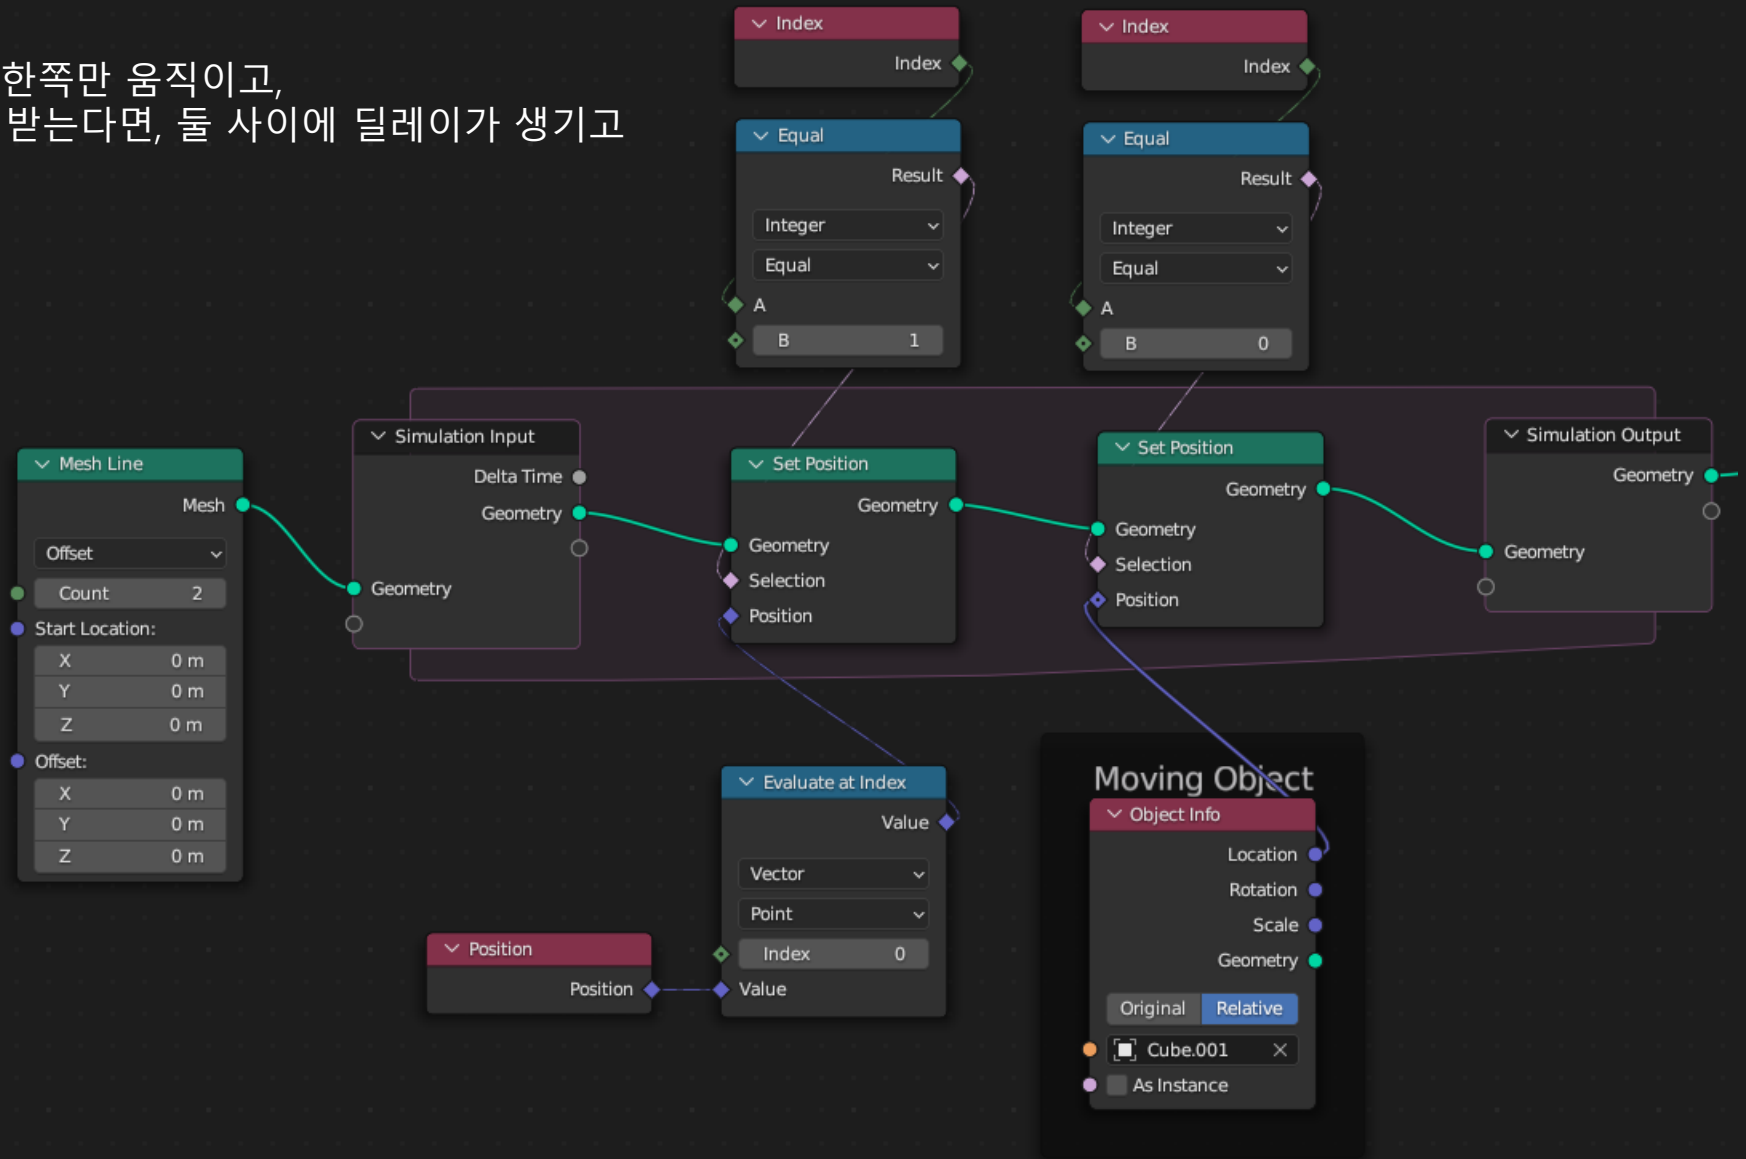 한쪽만 움직이고,
받는다면, 둘 사이에 딜레이가 생기고
Index
Index
Equal
Result
Integer
Equal
A
B 1
Index
Index
Equal
Result
Integer
Equal
A
B 0
Mesh Line
Mesh
Offset
Count 2
Start Location:
X 0 m
Y 0 m
Z 0 m
Offset:
X 0 m
Y 0 m
Z 0 m
Simulation Input
Delta Time
Geometry
Geometry
Set Position
Geometry
Geometry
Selection
Position
Set Position
Geometry
Geometry
Selection
Position
Simulation Output
Geometry
Geometry
Position
Position
Evaluate at Index
Value
Vector
Point
Index 0
Value
Moving Object
Object Info
Location
Rotation
Scale
Geometry
Original Relative
Cube.001
As Instance